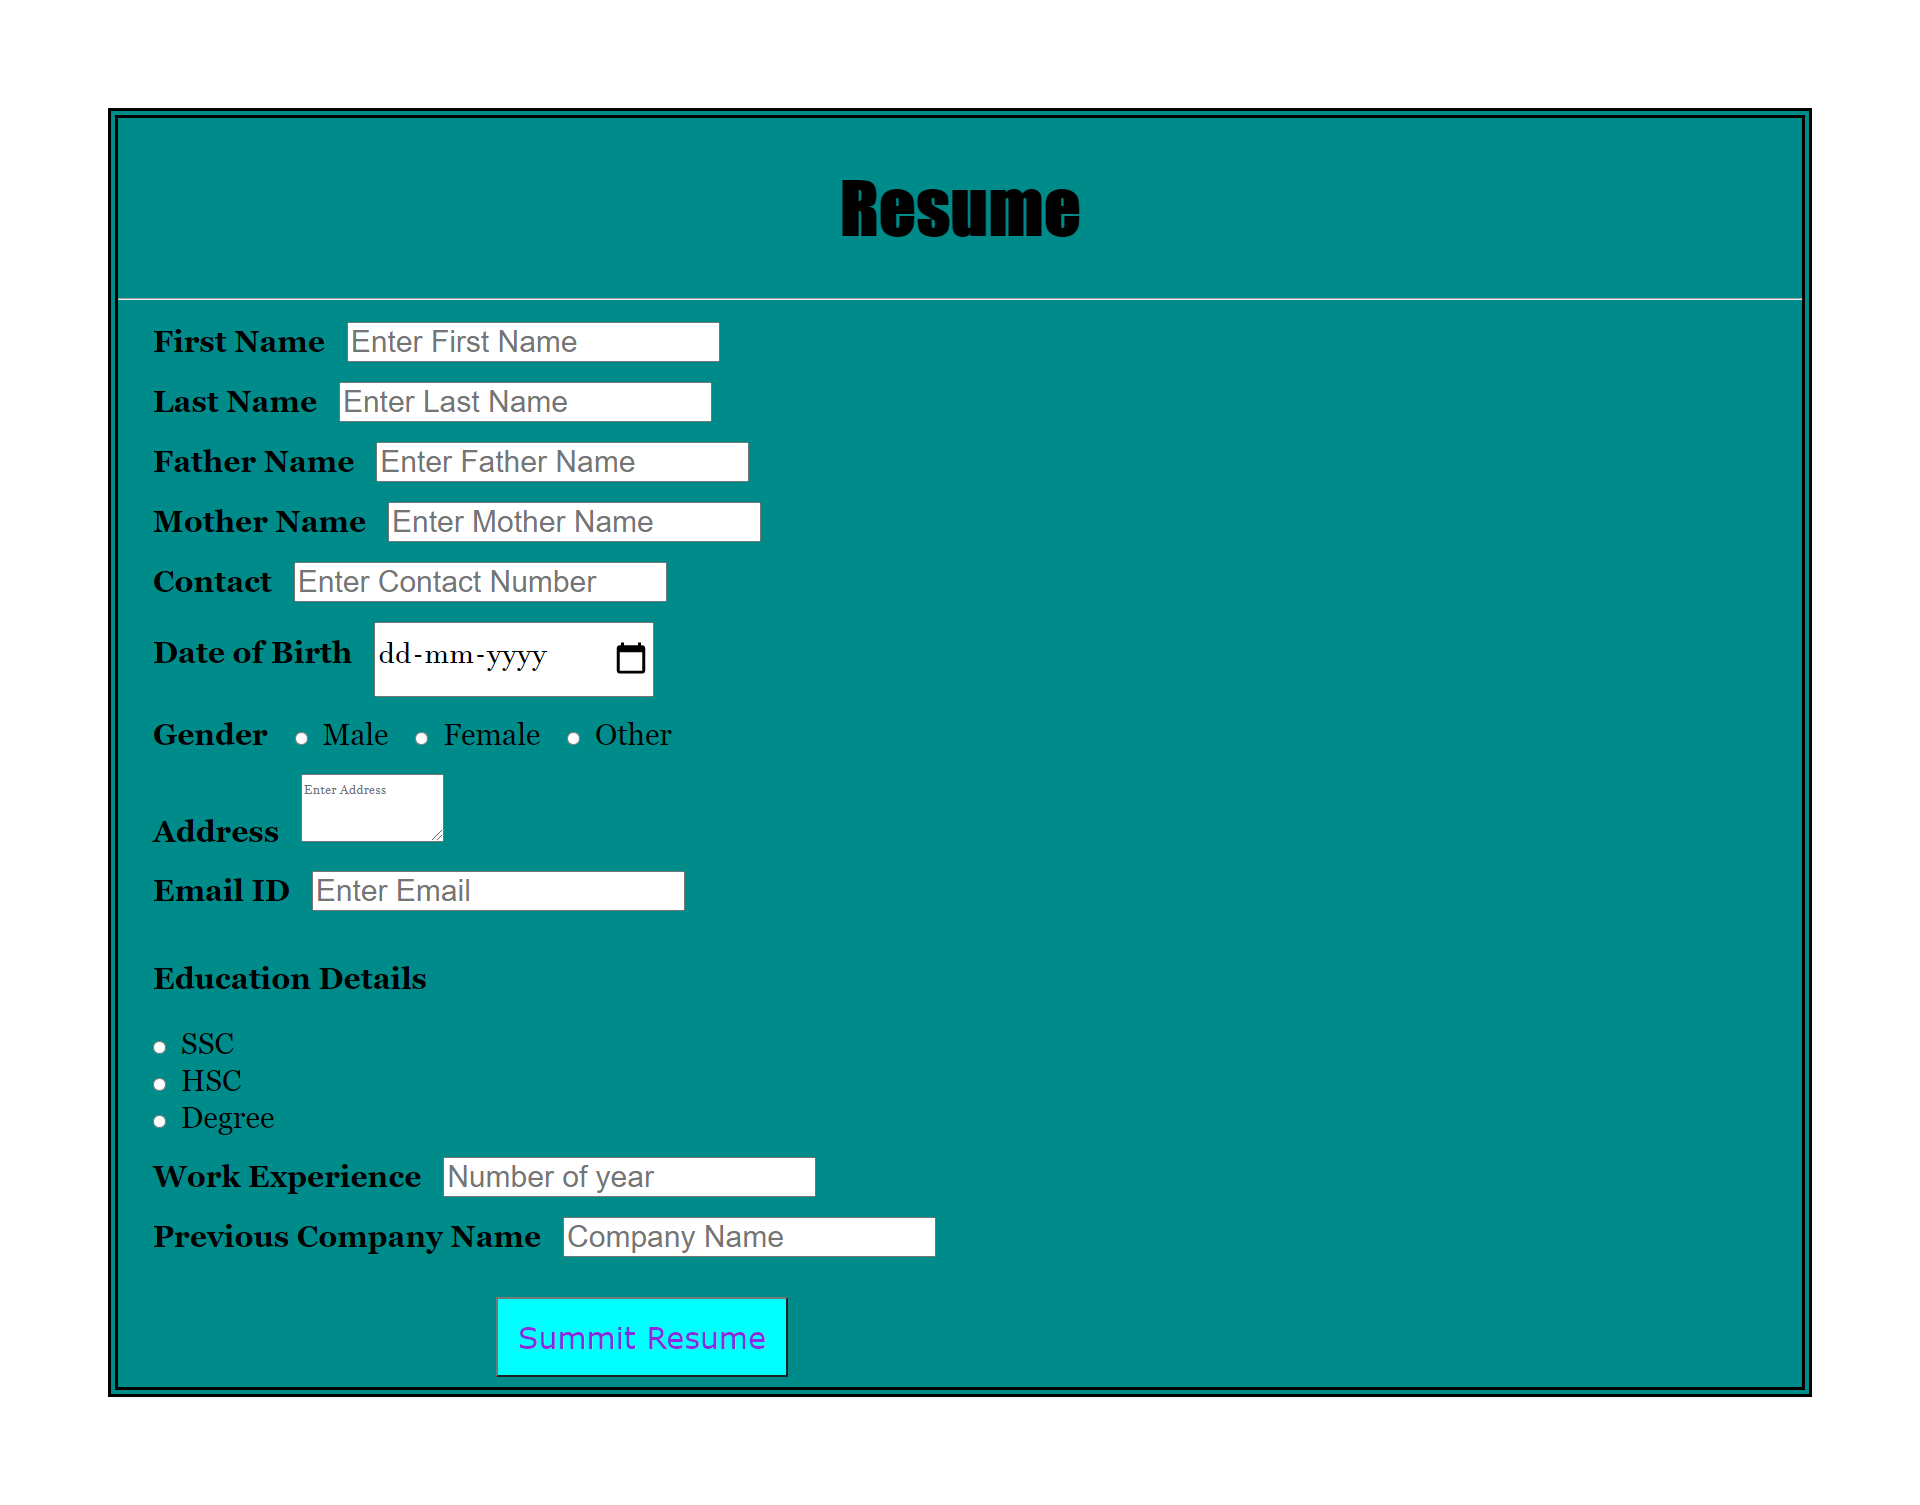 Resume
First Name Enter First Name
Last Name Enter Last Name
Father Name Enter Father Name
Mother Name Enter Mother Name
Contact Enter Contact Number
Date of Birth dd-mm-yyyy
Gender Male Female Other
Address Enter Address
Email ID Enter Email
Education Details
SSC
HSC
Degree
Work Experience Number of year
Previous Company Name Company Name
Summit Resume